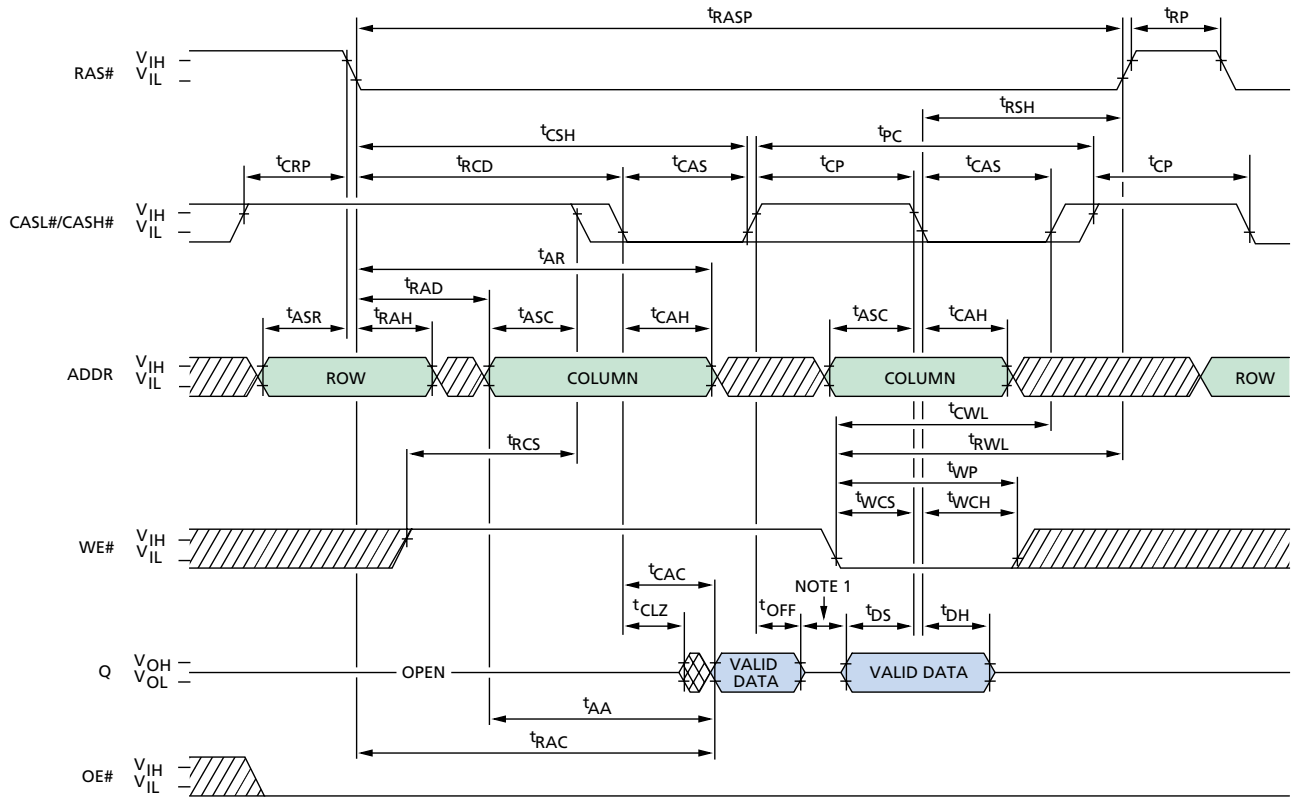 tRASP
tRP
RAS#
VIH
VIL
tRSH
tCSH
tPC
tCRP
tRCD
tCAS
tCP
tCAS
tCP
CASL#/CASH#
VIH
VIL
tAR
tRAD
tASR
tRAH
tASC
tCAH
tASC
tCAH
ADDR
VIH
VIL
ROW
COLUMN
COLUMN
ROW
tCWL
tRCS
tRWL
tWP
tWCS
tWCH
WE#
VIH
VIL
tCAC
NOTE 1
tCLZ
tOFF
tDS
tDH
Q
VOH
VOL
OPEN
VALID
DATA
VALID DATA
tAA
tRAC
OE#
VIH
VIL